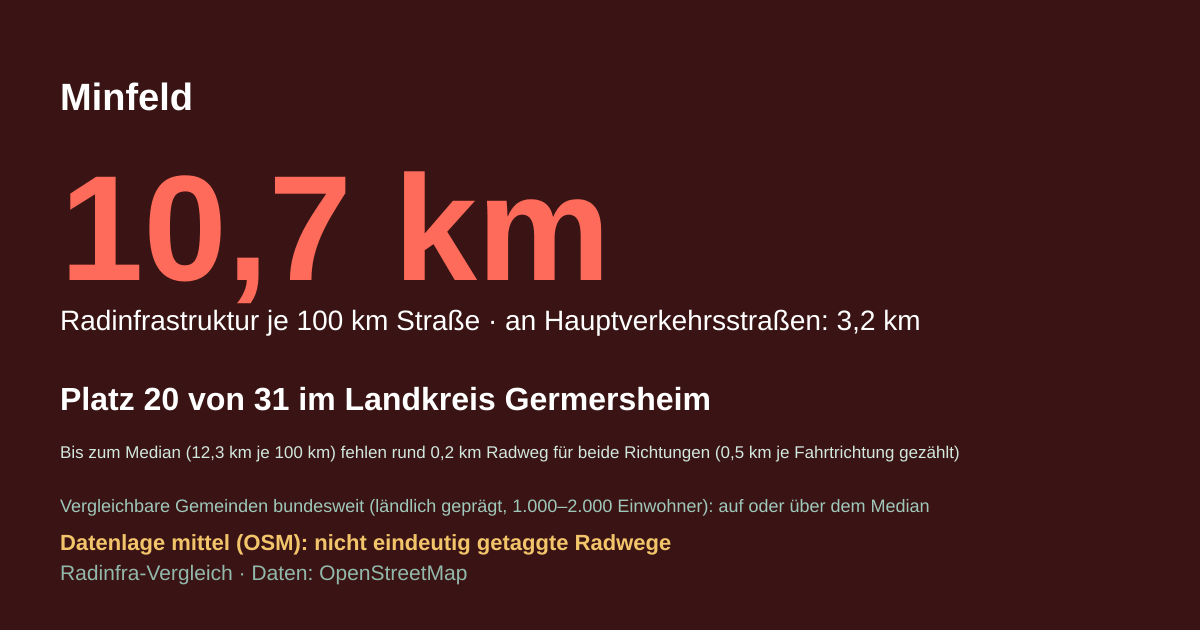 Minfeld
10,7 km
Radinfrastruktur je 100 km Straße · an Hauptverkehrsstraßen: 3,2 km
Platz 20 von 31 im Landkreis Germersheim
Bis zum Median (12,3 km je 100 km) fehlen rund 0,2 km Radweg für beide Richtungen (0,5 km je Fahrtrichtung gezählt)
Vergleichbare Gemeinden bundesweit (ländlich geprägt, 1.000–2.000 Einwohner): auf oder über dem Median
Datenlage mittel (OSM): nicht eindeutig getaggte Radwege
Radinfra-Vergleich · Daten: OpenStreetMap